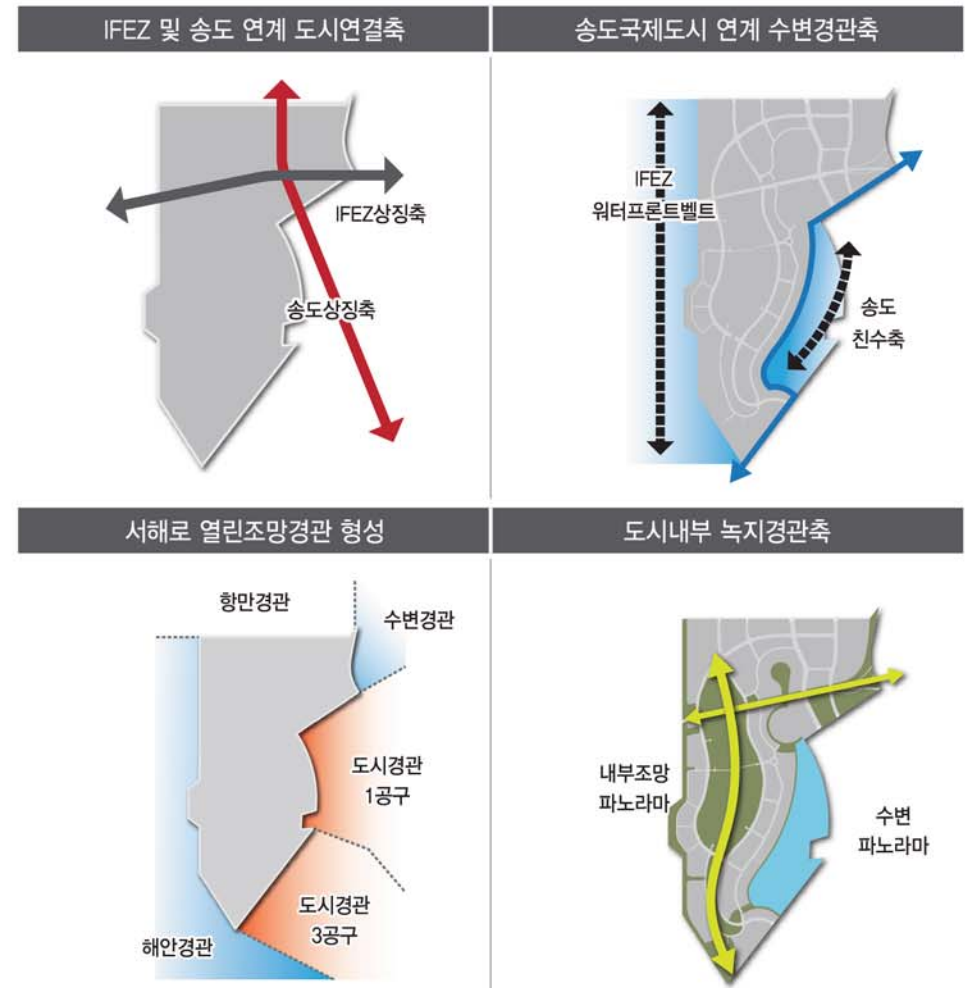 IFEZ 및 송도 연계 도시연결축
송도국제도시 연계 수변경관축
IFEZ상징축
송도상징축
IFEZ
워터프론트벨트
송도
친수축
서해로 열린조망경관 형성
도시내부 녹지경관축
항만경관
수변경관
도시경관
1공구
도시경관
3공구
해안경관
내부조망
파노라마
수변
파노라마